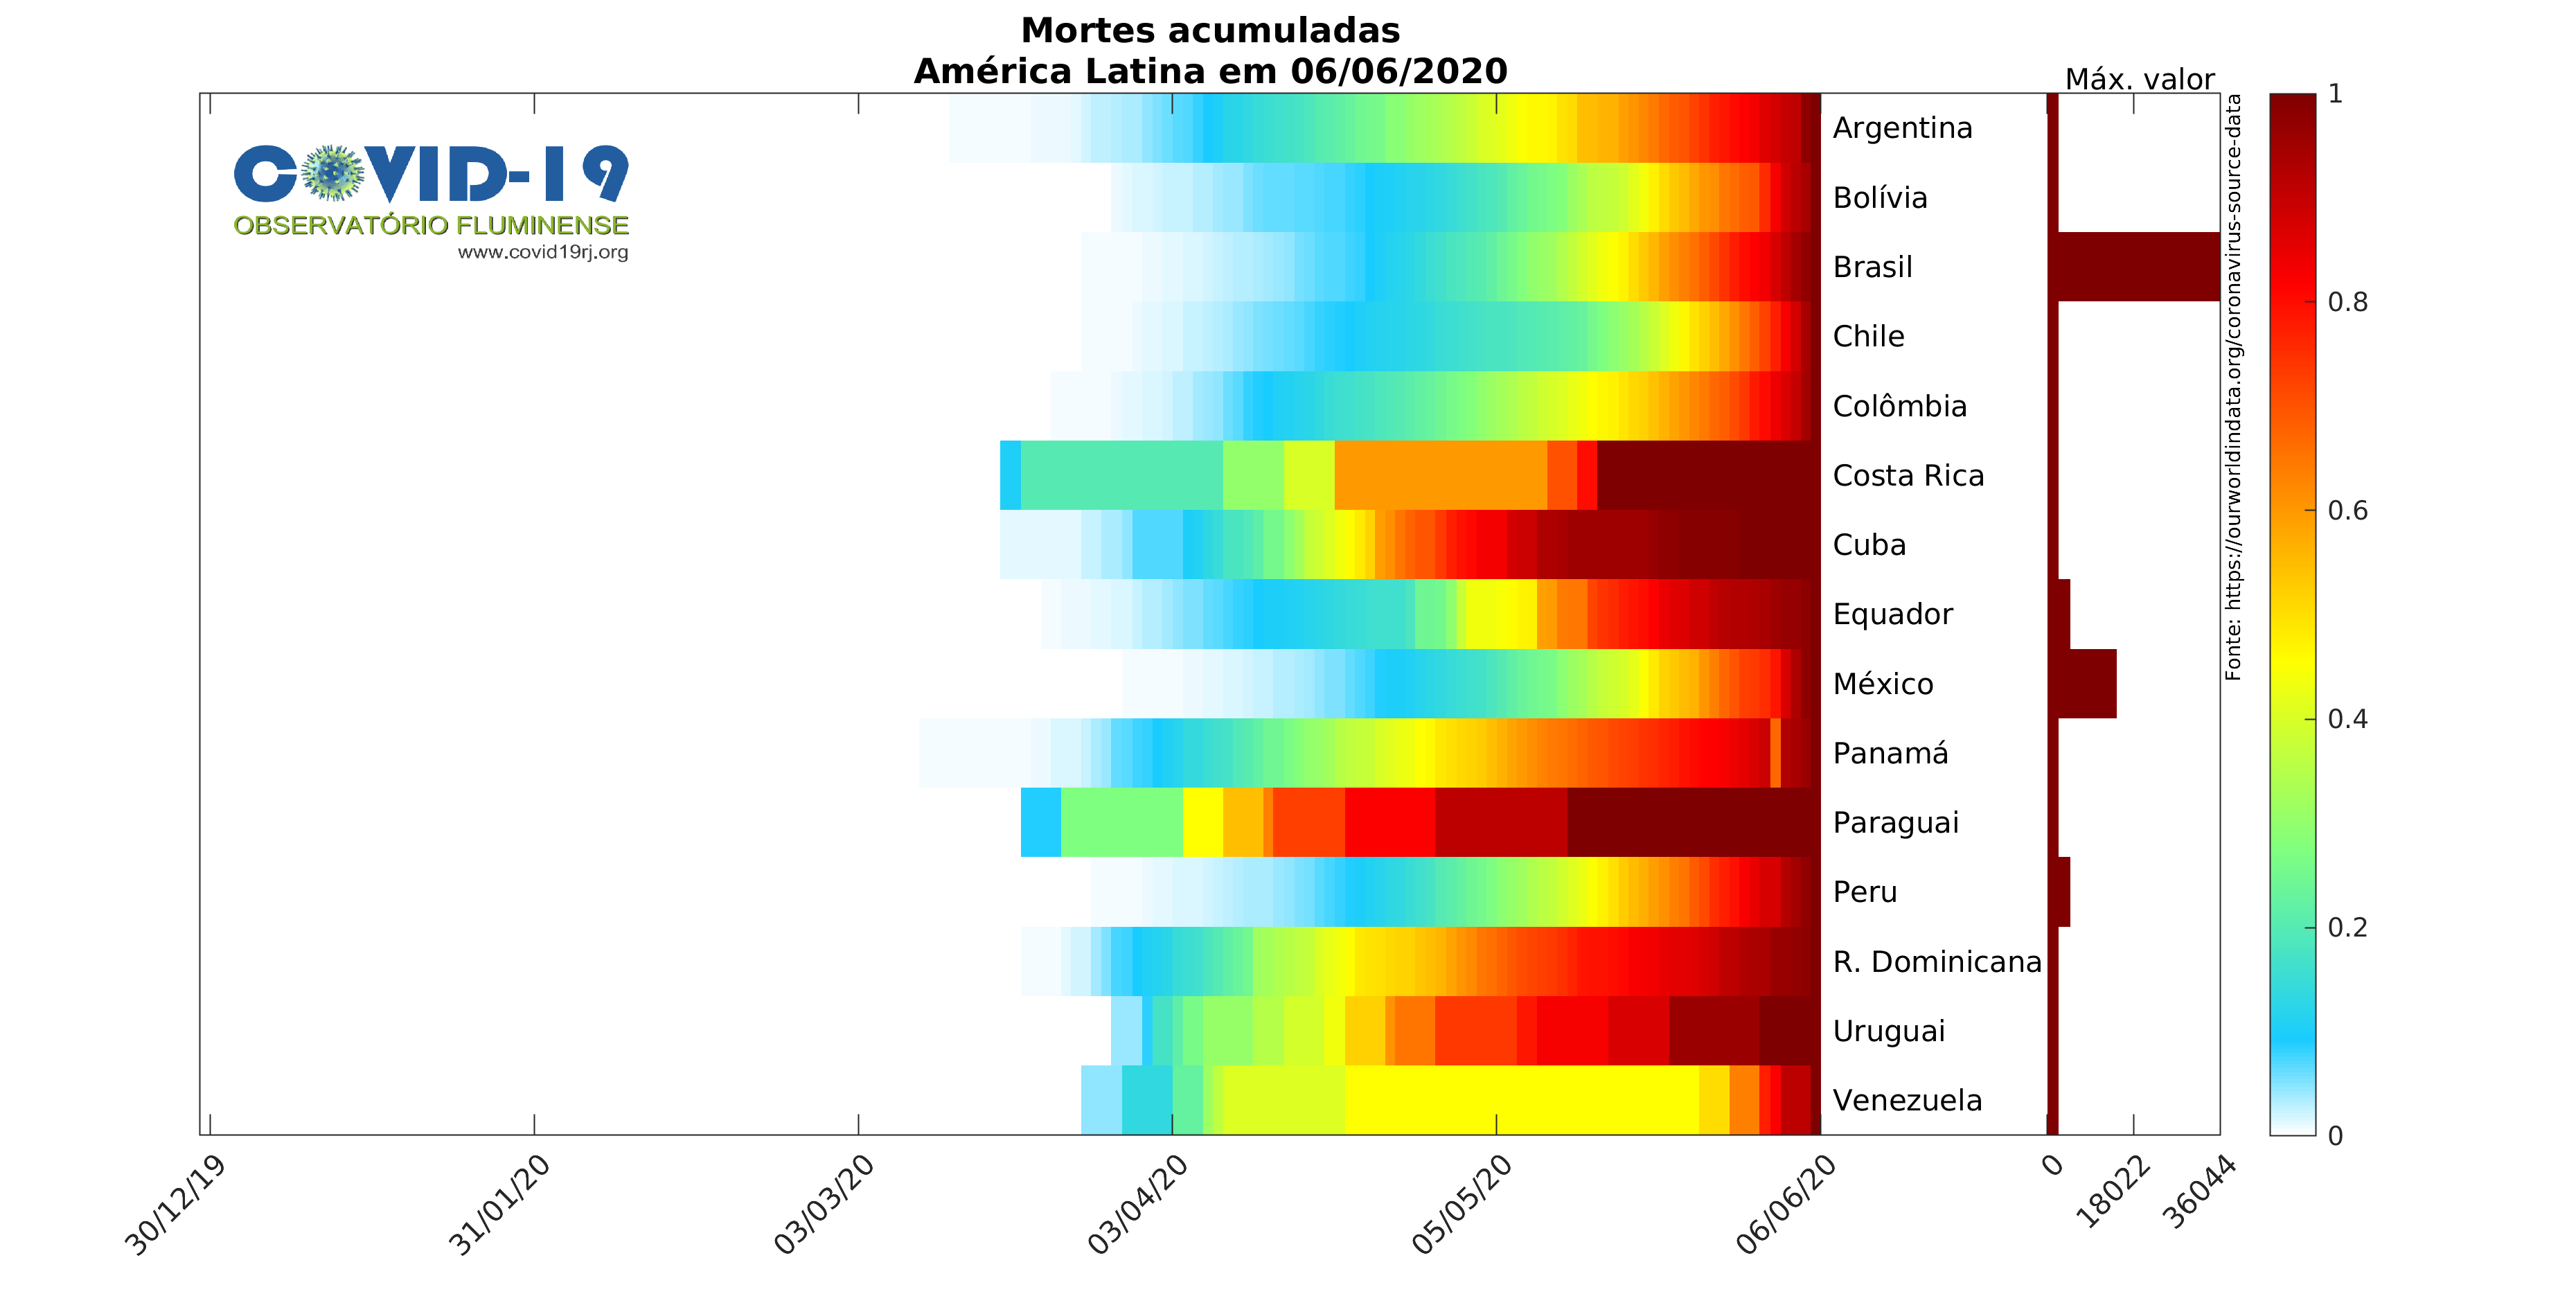 Mortes acumuladas
América Latina em 06/06/2020
COVID-19
OBSERVATÓRIO FLUMINENSE
www.covid19rj.org
Argentina
Bolívia
Brasil
Chile
Colômbia
Costa Rica
Cuba
Equador
México
Panamá
Paraguai
Peru
R. Dominicana
Uruguai
Venezuela
30/12/19
31/01/20
03/03/20
03/04/20
05/05/20
06/06/20
Máx. valor
0
18022
36044
Fonte: https://ourworldindata.org/coronavirus-source-data
1
0.8
0.6
0.4
0.2
0